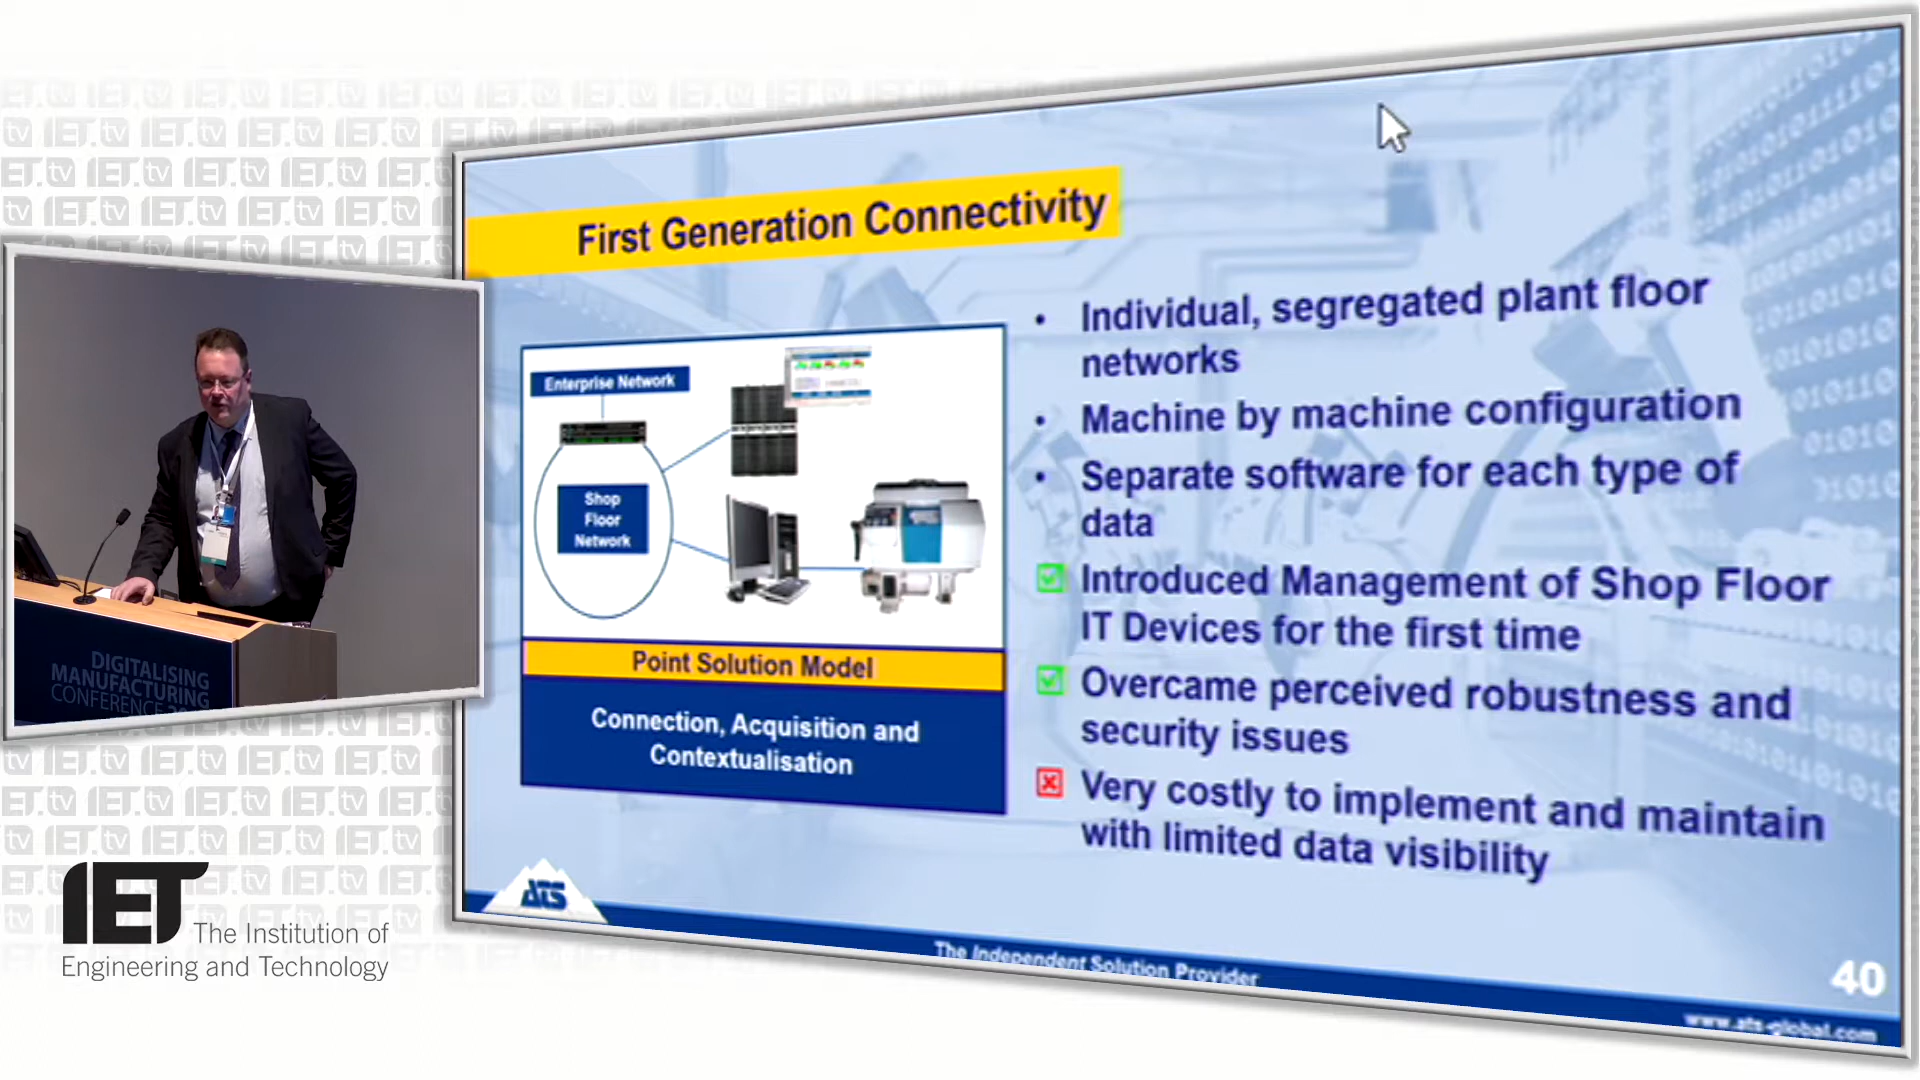 First Generation Connectivity
Enterprise Network
Shop
Floor
Network
Point Solution Model
Connection, Acquisition and
Contextualisation
• Individual, segregated plant floor
networks
• Machine by machine configuration
• Separate software for each type of
data
Introduced Management of Shop Floor
IT Devices for the first time
Overcame perceived robustness and
security issues
Very costly to implement and maintain
with limited data visibility
ATS
The Independent Solution Provider
40
www.ats-global.com
DIGITALISING
MANUFACTURING
CONFERENCE
IET The Institution of
Engineering and Technology
IET.tv